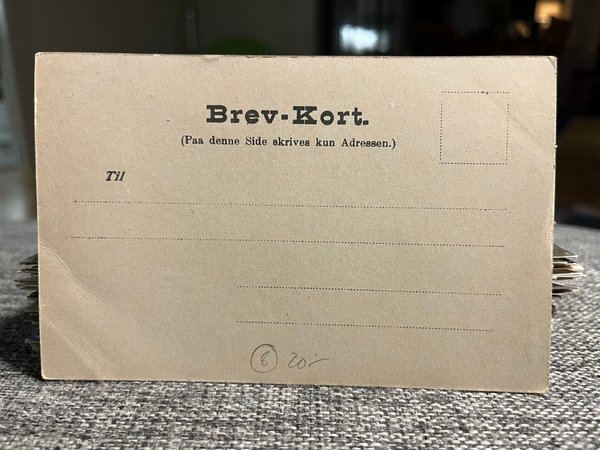 Brev-Kort.
(Paa denne Side skrives kun Adressen.)
Til
6 20:-